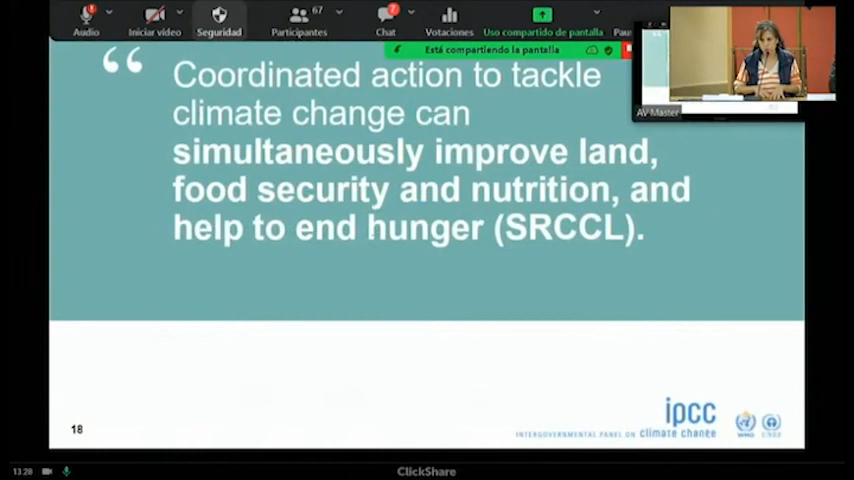 67
7
Audio
Iniciar vídeo
Seguridad
Participantes
Chat
Votaciones
Uso compartido de pantalla
Está compartiendo la pantalla
AV Master
“
Coordinated action to tackle
climate change can
simultaneously improve land,
food security and nutrition, and
help to end hunger (SRCCL).
18
ipcc
INTERGOVERNMENTAL PANEL ON climate change
WMO
13:28
ClickShare